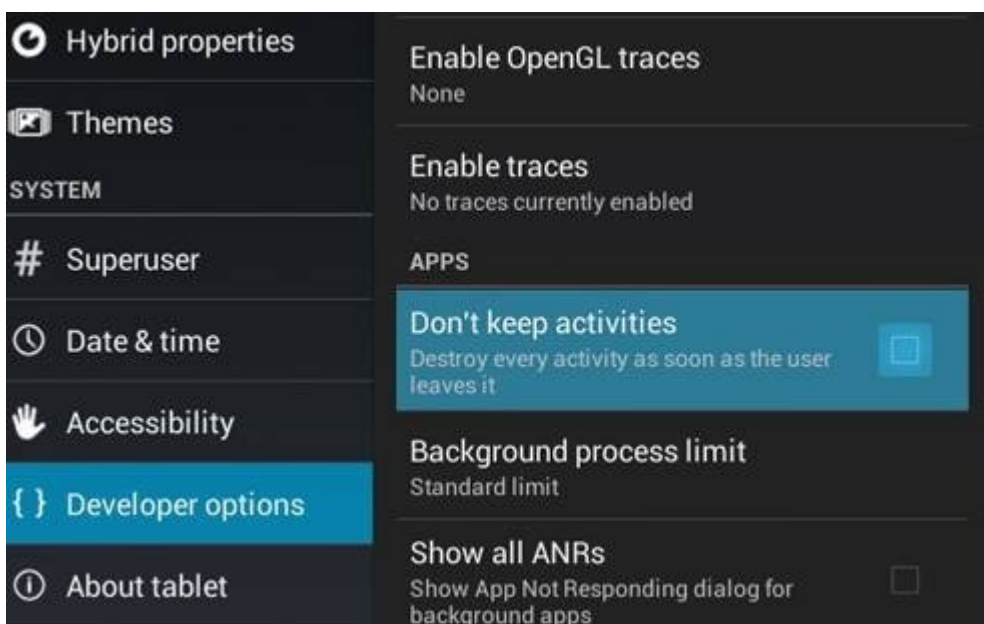 Hybrid properties
Themes
SYSTEM
# Superuser
Date & time
Accessibility
{ } Developer options
About tablet
Enable OpenGL traces
None
Enable traces
No traces currently enabled
APPS
Don't keep activities
Destroy every activity as soon as the user
leaves it
Background process limit
Standard limit
Show all ANRs
Show App Not Responding dialog for
background apps